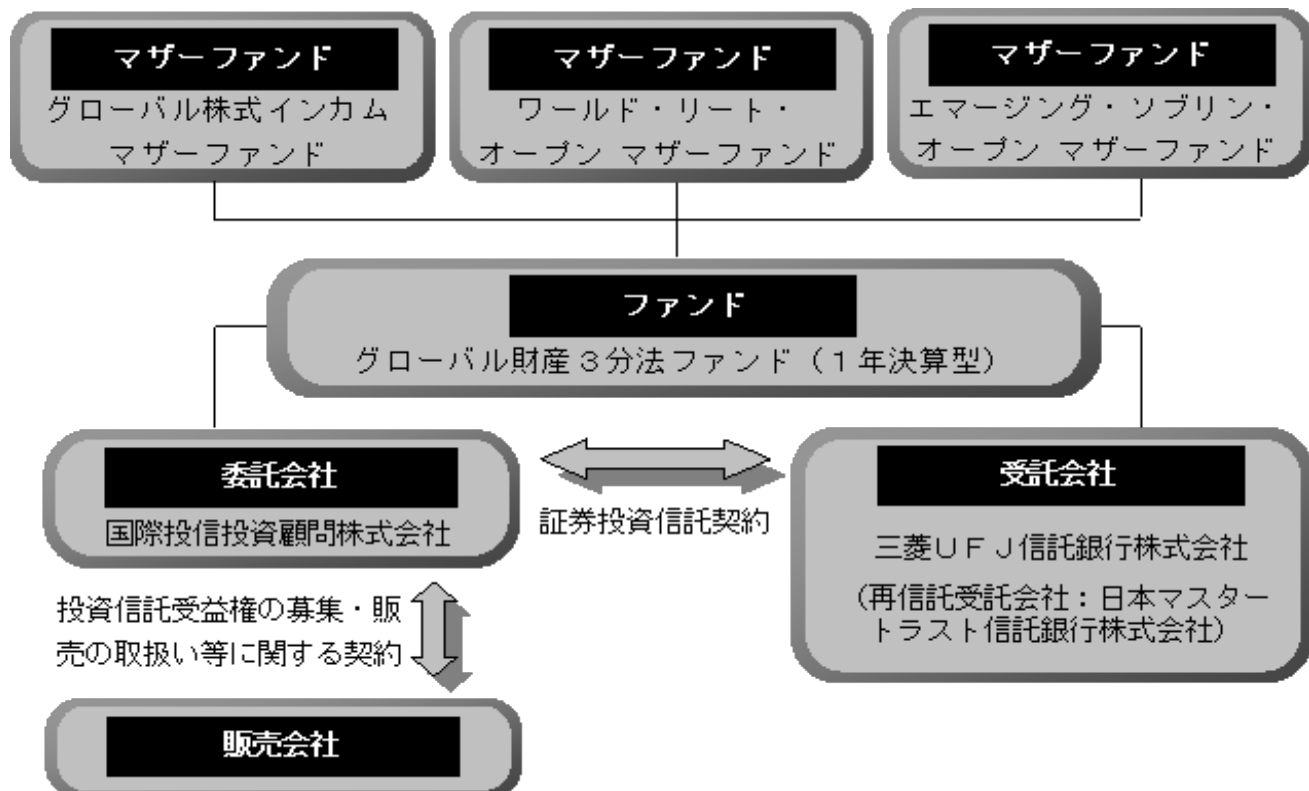 マザーファンド
グローバル株式インカム
マザーファンド
マザーファンド
ワールド・リート・
オープン マザーファンド
マザーファンド
エマージング・ソブリン・
オープン マザーファンド
ファンド
グローバル財産３分法ファンド（１年決算型）
委託会社
国際投信投資顧問株式会社
証券投資信託契約
受託会社
三菱ＵＦＪ信託銀行株式会社
（再信託受託会社：日本マスター
トラスト信託銀行株式会社）
投資信託受益権の募集・販
売の取扱い等に関する契約
販売会社